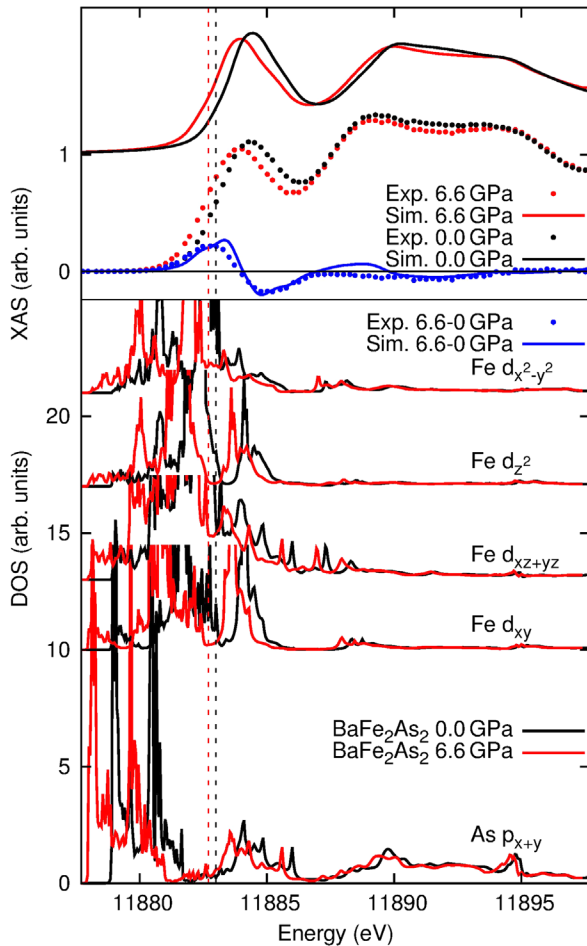 XAS (arb. units)
1
0
Exp. 6.6 GPa
Sim. 6.6 GPa
Exp. 0.0 GPa
Sim. 0.0 GPa
Exp. 6.6-0 GPa
Sim. 6.6-0 GPa
DOS (arb. units)
20
15
10
5
0
Fe dx²-y²
Fe dz²
Fe dxz+yz
Fe dxy
BaFe₂As₂ 0.0 GPa
BaFe₂As₂ 6.6 GPa
As px+y
11880
11885
11890
11895
Energy (eV)